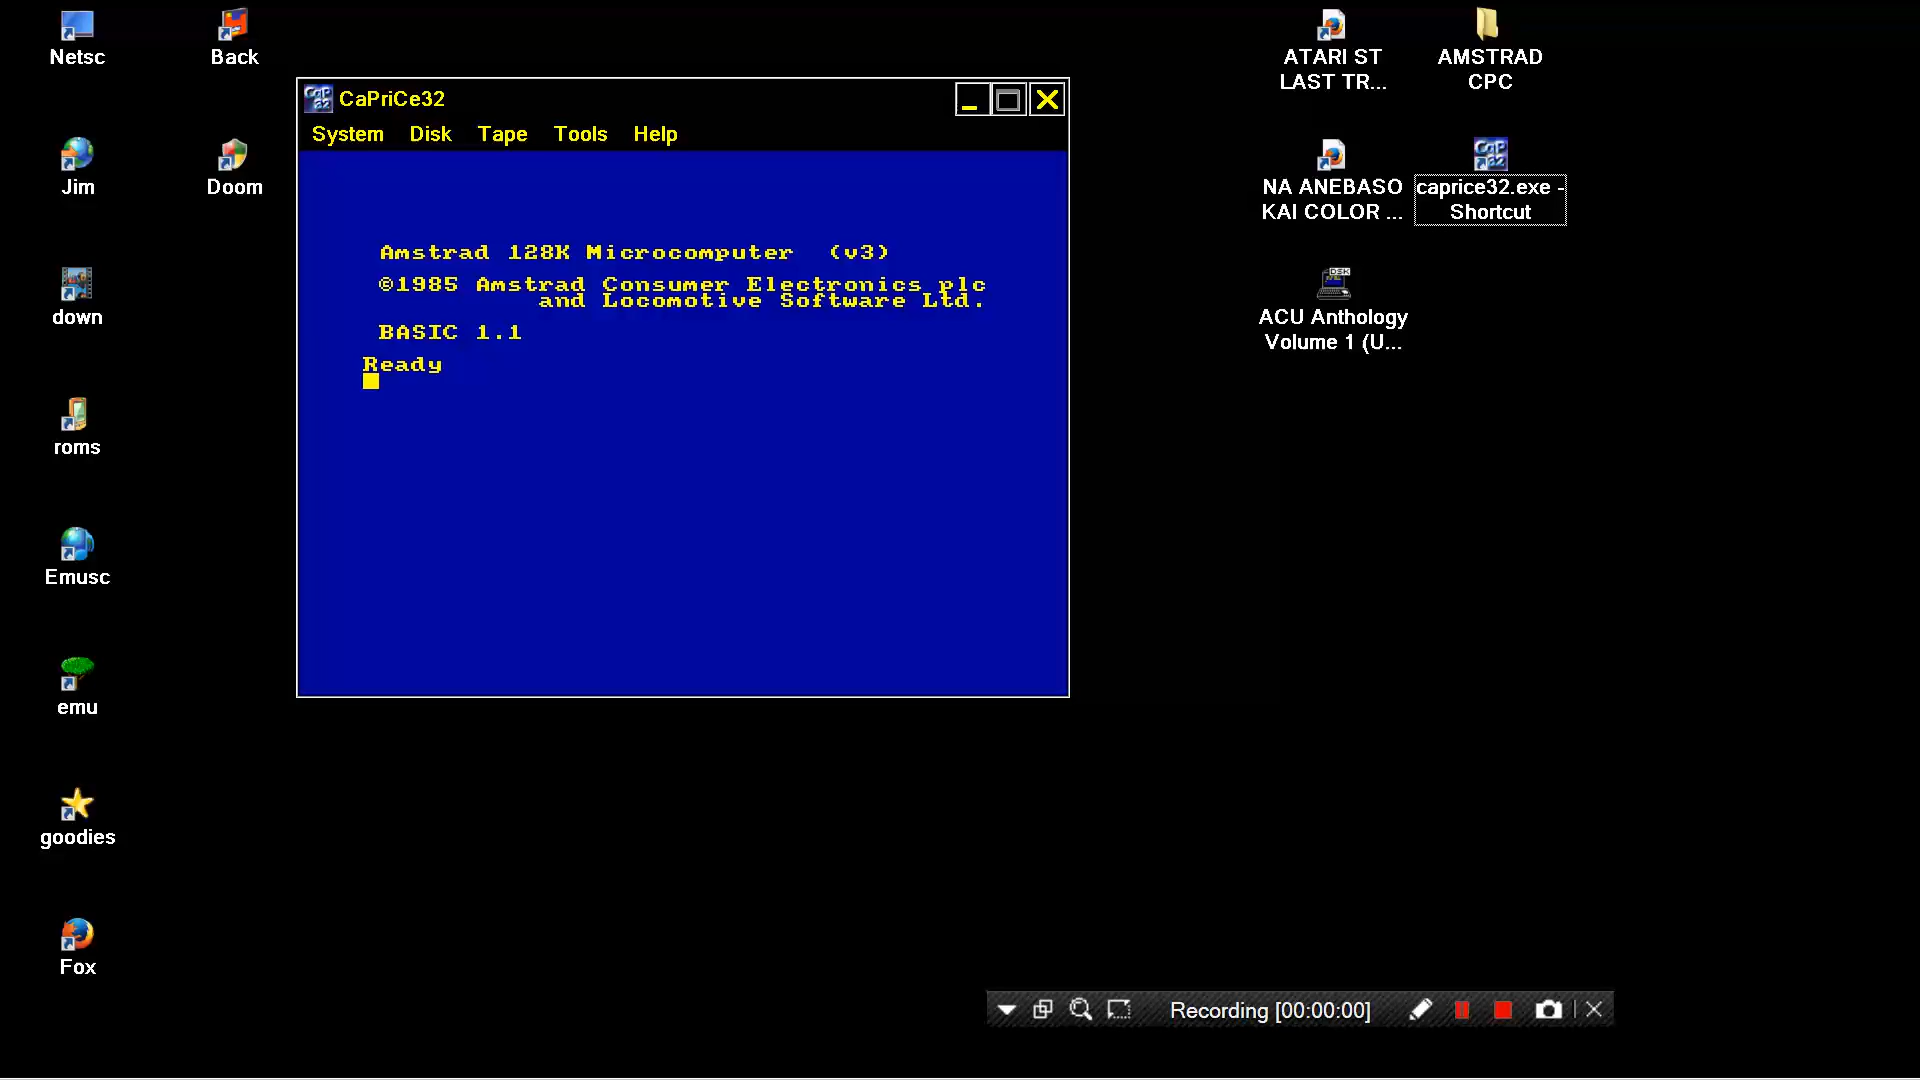 Netsc
Back
Jim
Doom
down
roms
Emusc
emu
goodies
Fox
CaPriCe32
System Disk Tape Tools Help
Amstrad 128K Microcomputer (v3)
©1985 Amstrad Consumer Electronics plc
and Locomotive Software Ltd.
BASIC 1.1
Ready
ATARI ST
LAST TR...
AMSTRAD
CPC
NA ANEBASO
KAI COLOR ...
caprice32.exe -
Shortcut
DSK
ACU Anthology
Volume 1 (U...
Recording [00:00:00]